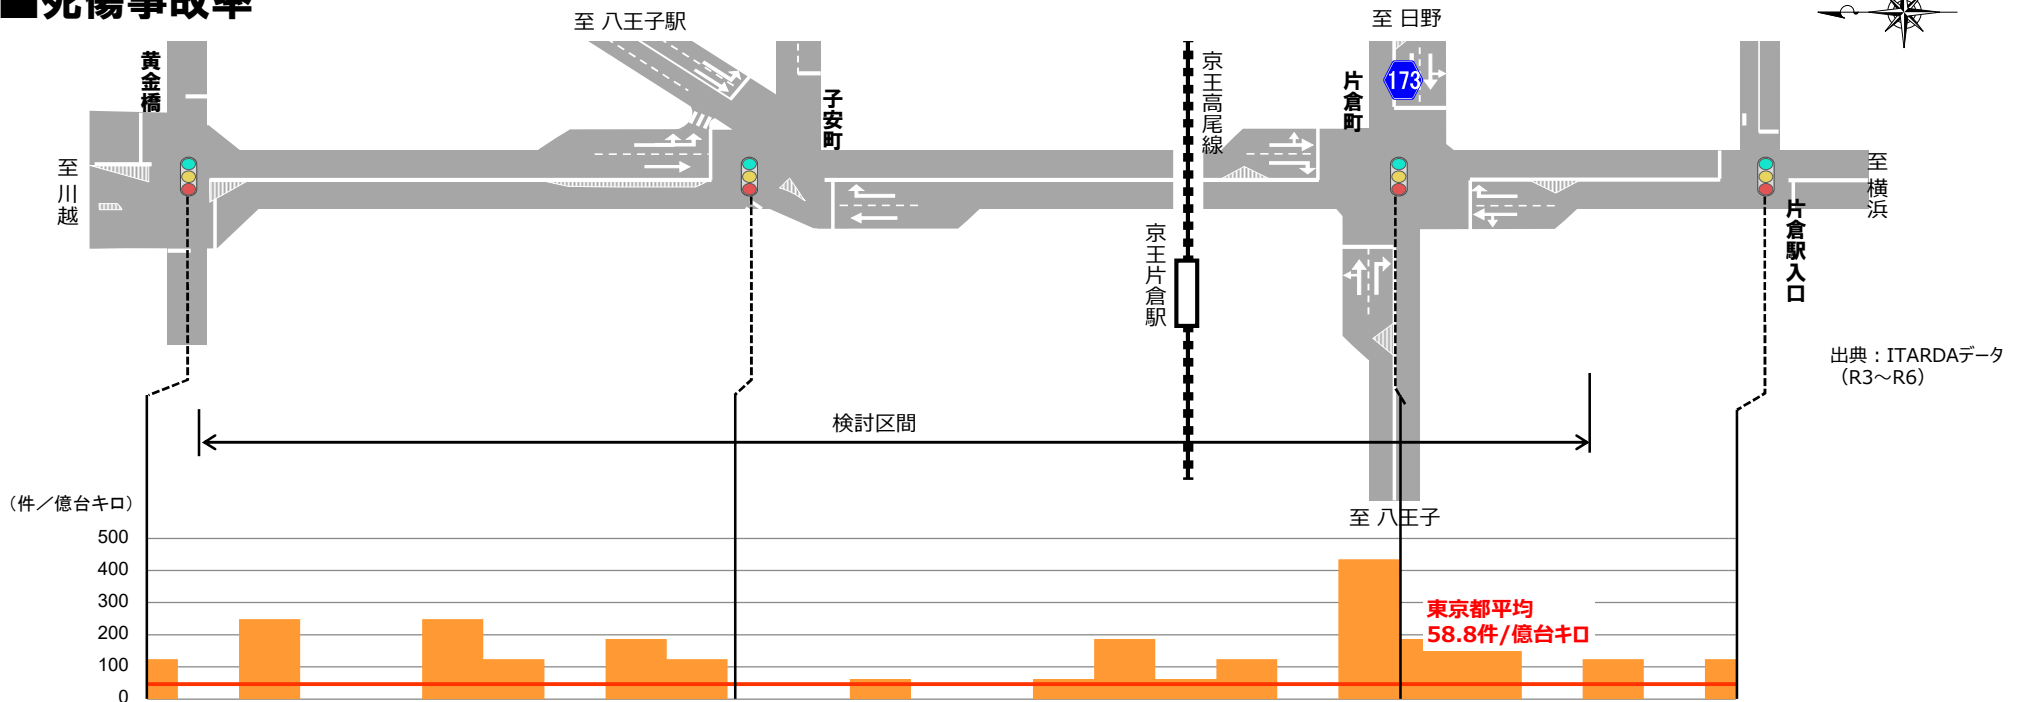 ■死傷事故率
至 八王子駅
至 日野
黄金橋
子安町
京王高尾線
片倉町
173
至川越
至横浜
片倉駅入口
京王片倉駅
出典：ITARDAデータ
（R3～R6）
検討区間
至 八王子
（件／億台キロ）
500
400
300
200
100
0
東京都平均
58.8件/億台キロ